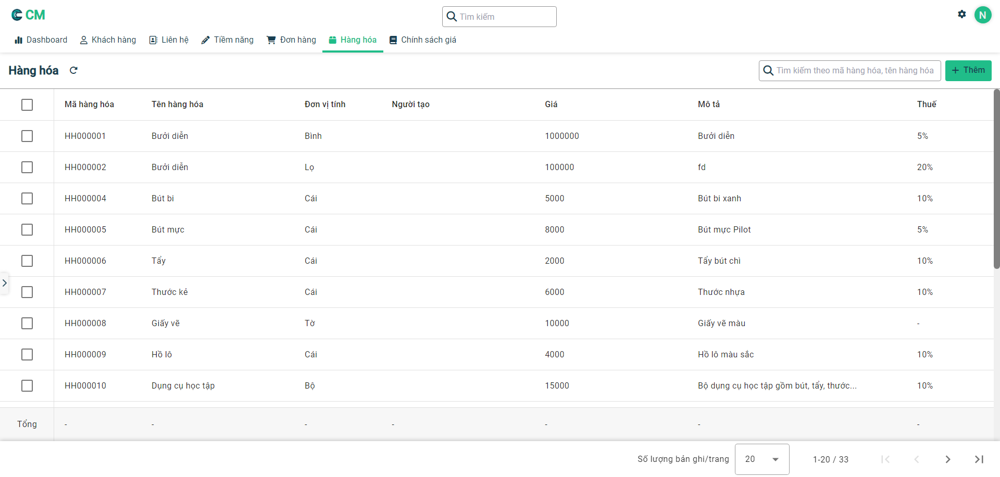 CM
Tìm kiếm
N
Dashboard Khách hàng Liên hệ Tiềm năng Đơn hàng Hàng hóa Chính sách giá
Hàng hóa
Tìm kiếm theo mã hàng hóa, tên hàng hóa
Thêm
Mã hàng hóa Tên hàng hóa Đơn vị tính Người tạo Giá Mô tả Thuế
HH000001 Bưởi diễn Bình 1000000 Bưởi diễn 5%
HH000002 Bưởi diễn Lọ 100000 fd 20%
HH000004 Bút bi Cái 5000 Bút bi xanh 10%
HH000005 Bút mực Cái 8000 Bút mực Pilot 5%
HH000006 Tẩy Cái 2000 Tẩy bút chì 10%
HH000007 Thước kẻ Cái 6000 Thước nhựa 10%
HH000008 Giấy vẽ Tờ 10000 Giấy vẽ màu -
HH000009 Hồ lô Cái 4000 Hồ lô màu sắc 10%
HH000010 Dụng cụ học tập Bộ 15000 Bộ dụng cụ học tập gồm bút, tẩy, thước... 10%
Tổng - - - - - - -
Số lượng bản ghi/trang 20 1-20 / 33